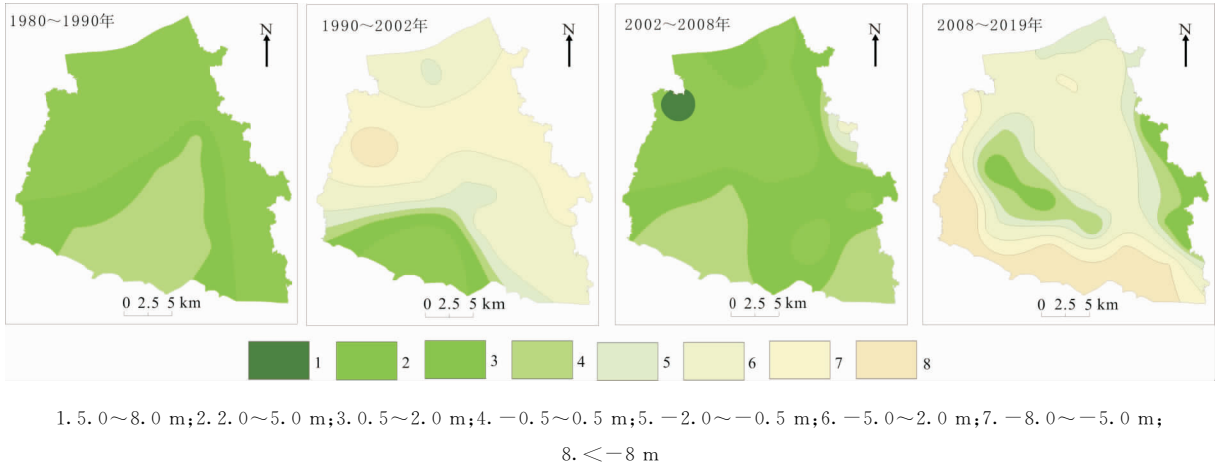 1980～1990年
1990～2002年
2002～2008年
2008～2019年
N
N
N
N
0 2.5 5 km
0 2.5 5 km
0 2.5 5 km
0 2.5 5 km
1
2
3
4
5
6
7
8
1.5.0～8.0 m;2.2.0～5.0 m;3.0.5～2.0 m;4.－0.5～0.5 m;5.－2.0～－0.5 m;6.－5.0～2.0 m;7.－8.0～－5.0 m;
8.＜－8 m